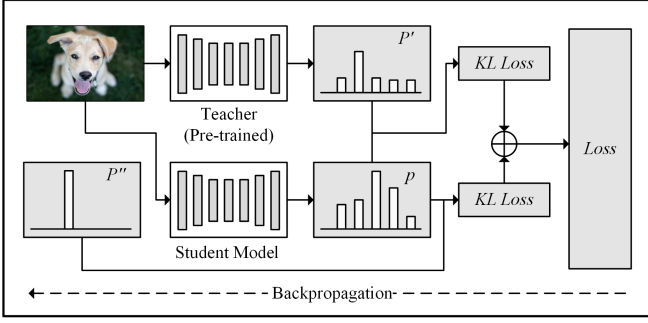 P'
KL Loss
Teacher
(Pre-trained)
P''
p
Loss
KL Loss
Student Model
Backpropagation